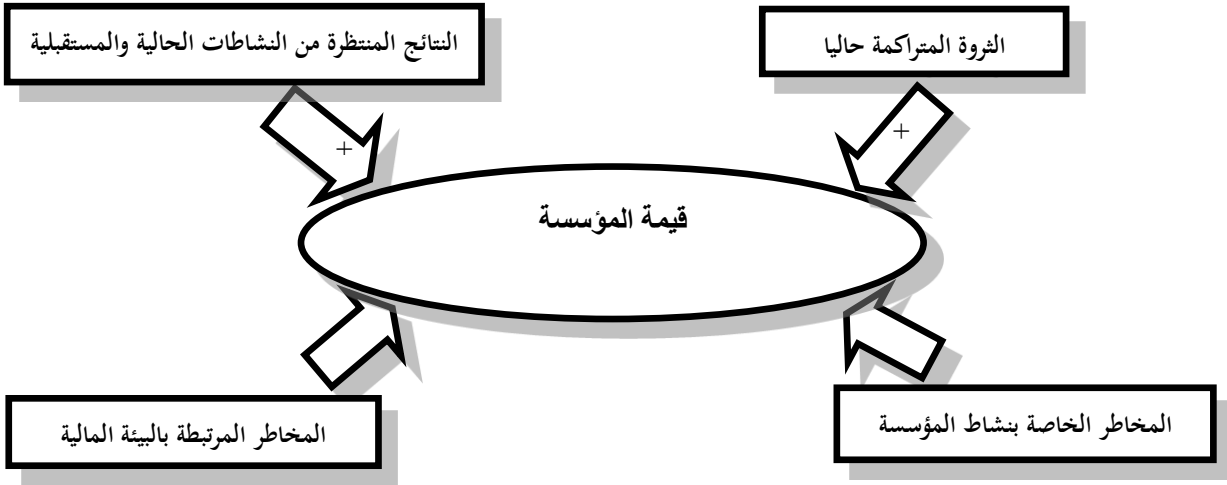 الثروة المتراكمة حاليا
النتائج المنتظرة من النشاطات الحالية والمستقبلية
+
+
قيمة المؤسسة
المخاطر الخاصة بنشاط المؤسسة
المخاطر المرتبطة بالبيئة المالية